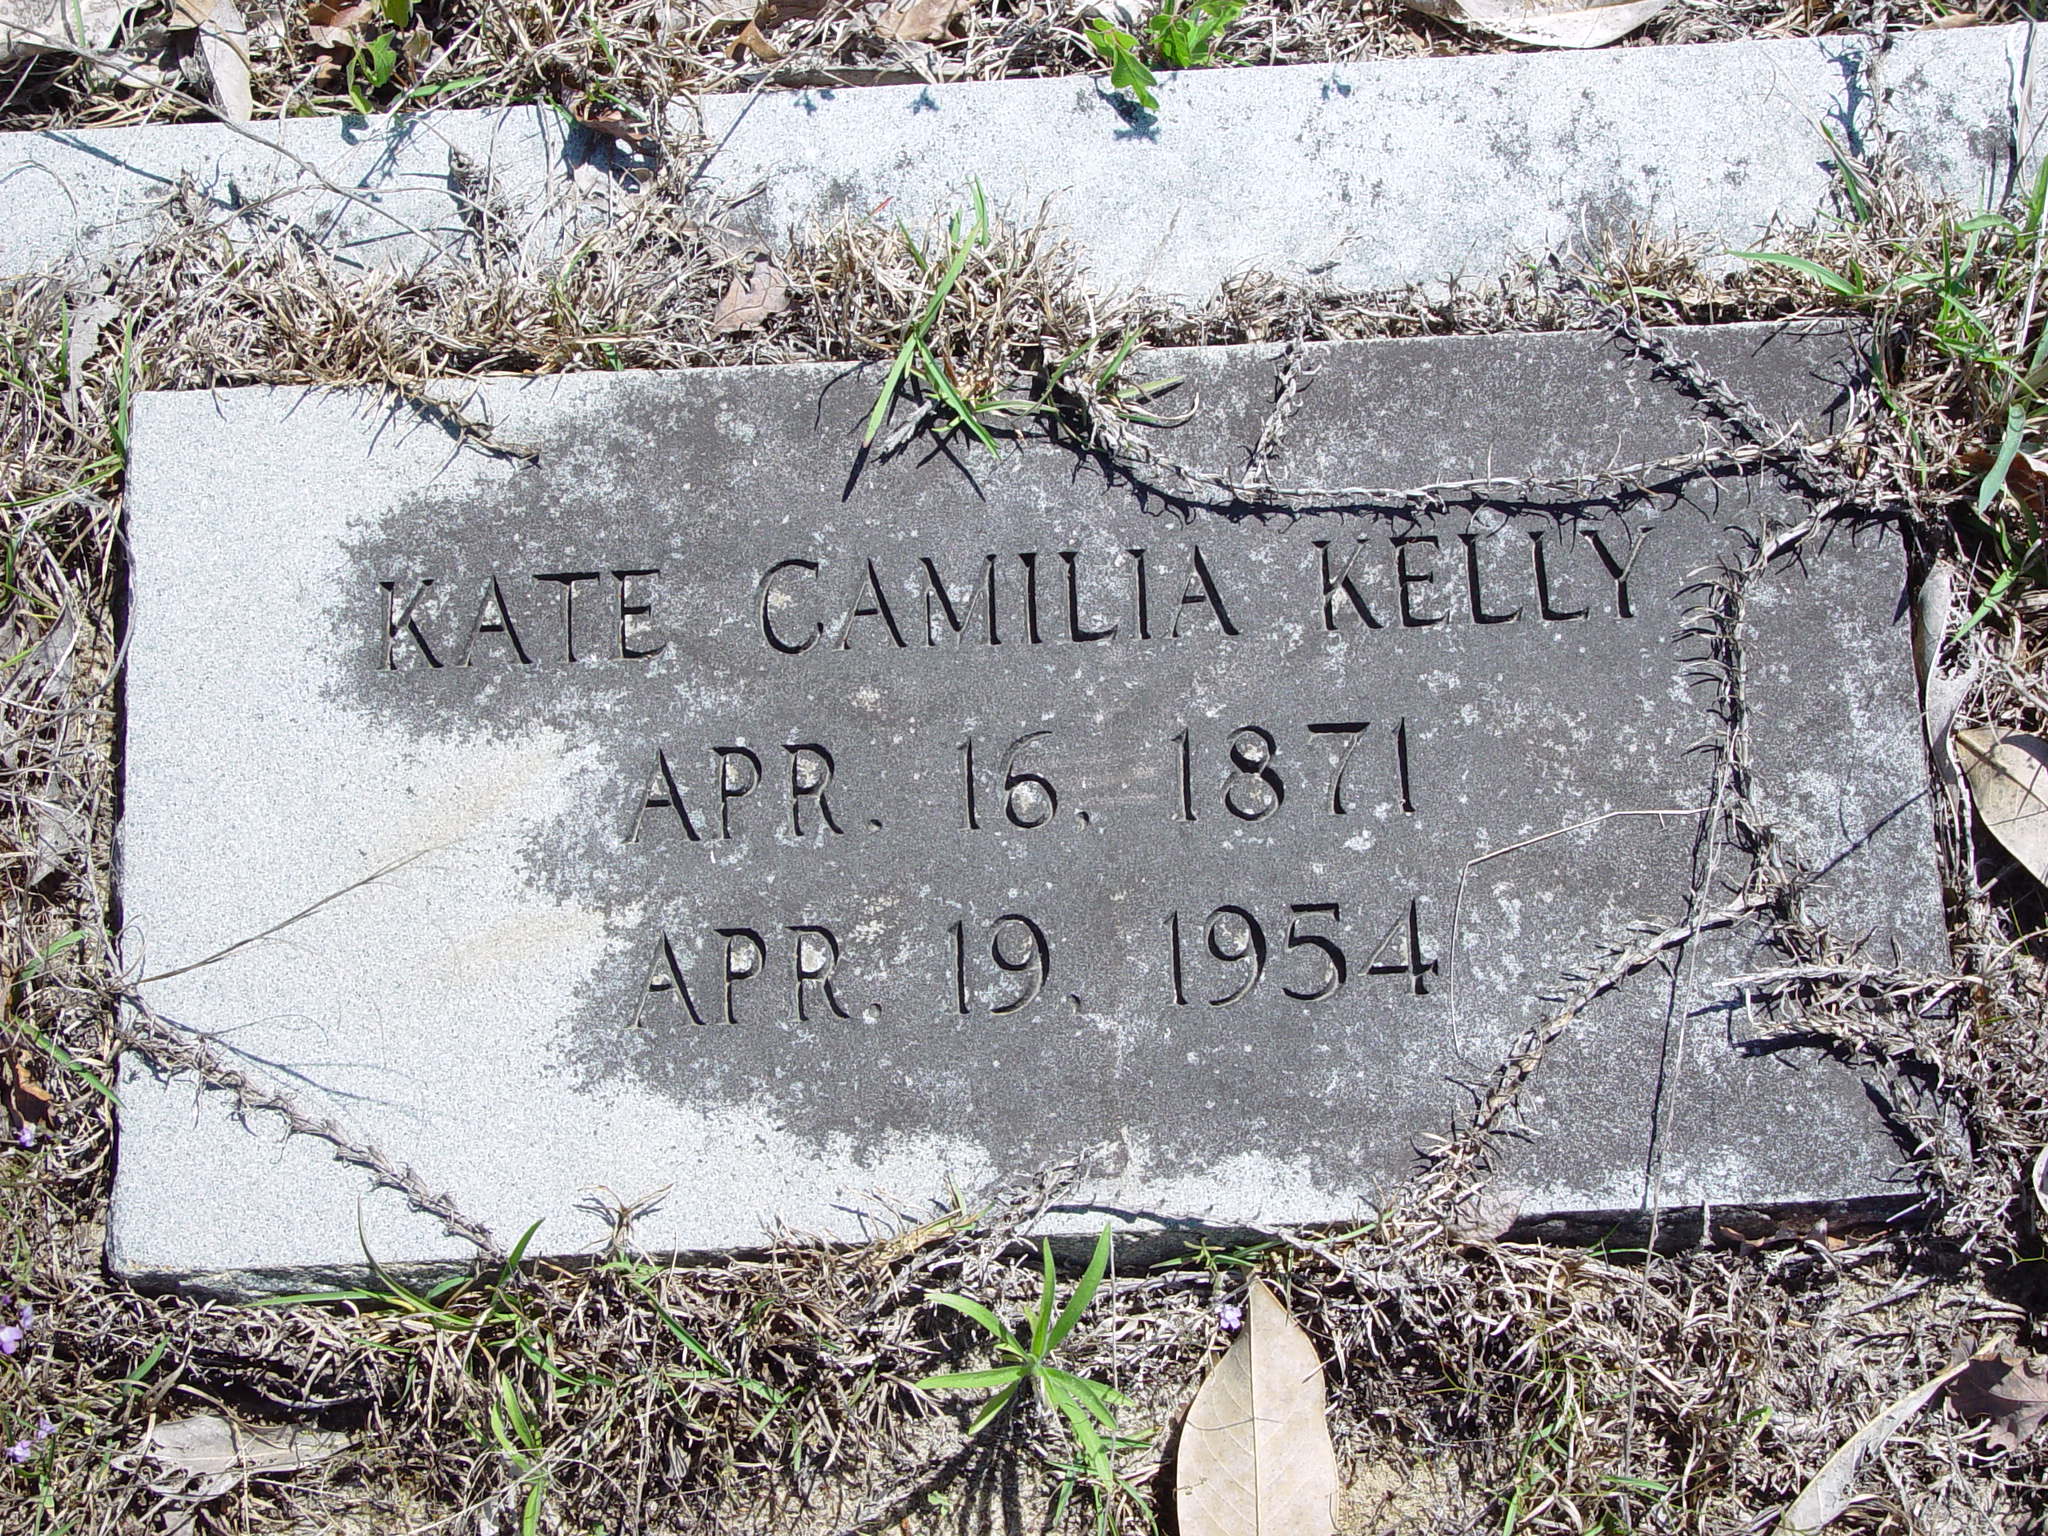 KATE CAMILIA KELLY
APR. 16, 1871
APR. 19, 1954